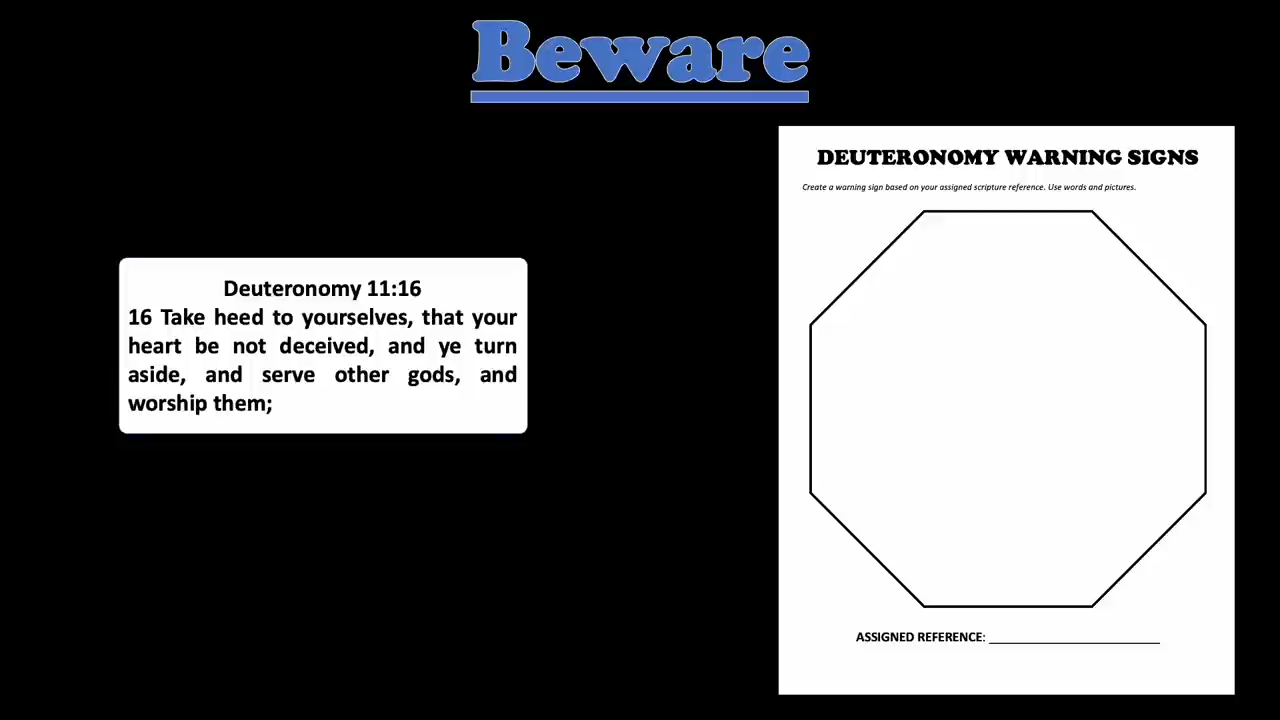 Beware
Deuteronomy 11:16
16 Take heed to yourselves, that your
heart be not deceived, and ye turn
aside, and serve other gods, and
worship them;
DEUTERONOMY WARNING SIGNS
Create a warning sign based on your assigned scripture reference. Use words and pictures.
ASSIGNED REFERENCE: ____________________